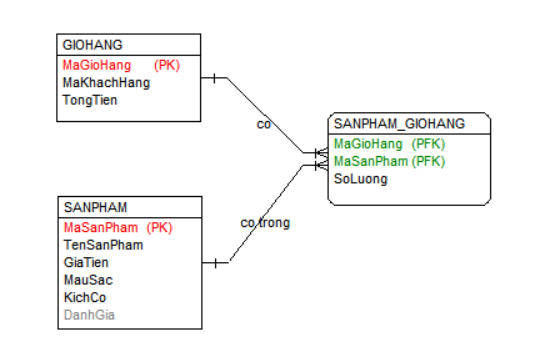 GIOHANG
MaGioHang (PK)
MaKhachHang
TongTien
co
SANPHAM_GIOHANG
MaGioHang (PFK)
MaSanPham (PFK)
SoLuong
SANPHAM
MaSanPham (PK)
TenSanPham
GiaTien
MauSac
KichCo
DanhGia
co trong